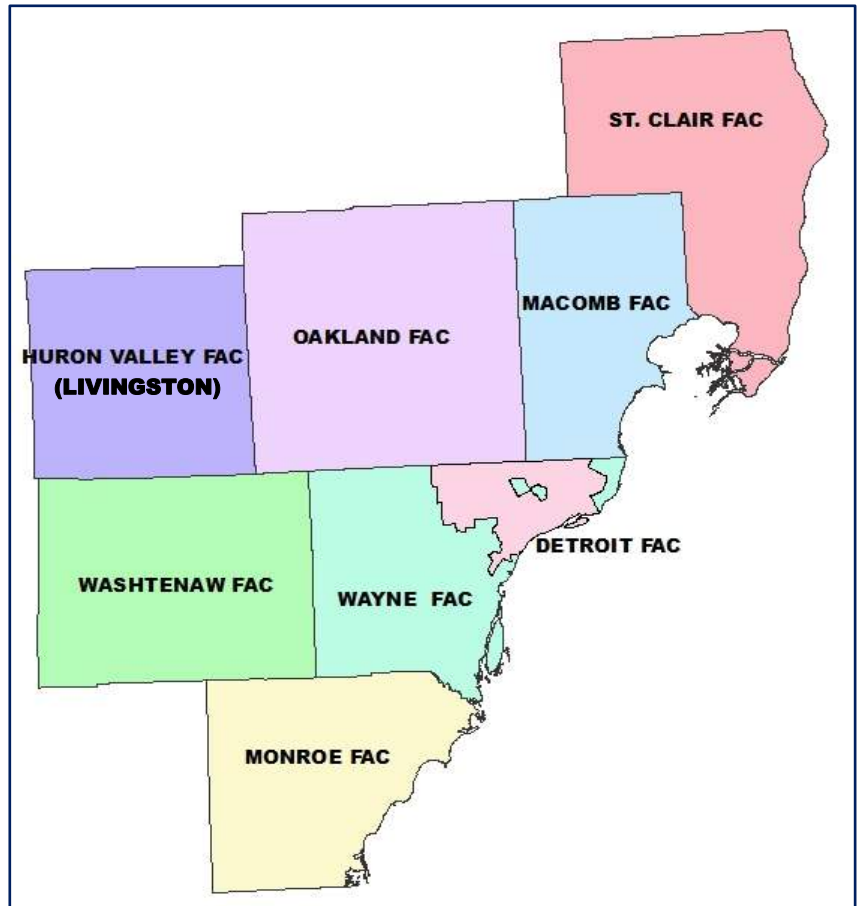 ST. CLAIR FAC
MACOMB FAC
OAKLAND FAC
HURON VALLEY FAC
(LIVINGSTON)
DETROIT FAC
WASHTENAW FAC
WAYNE FAC
MONROE FAC